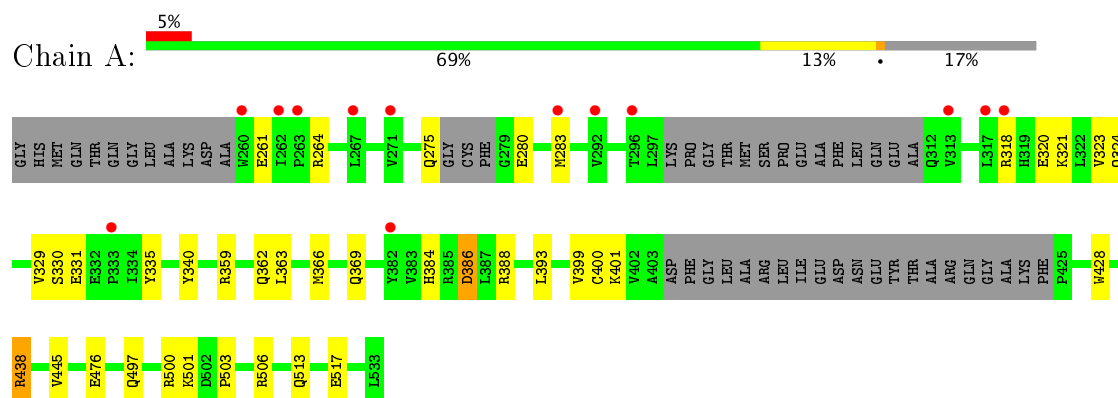 5%
Chain A:
69% 13% • 17%
GLY HIS MET GLN THR GLN GLY LEU ALA LYS ASP ALA W260 E261 I262 P263 R264 L267 V271 Q275 GLY CYS PHE G279 E280 M283 V292 T296 L297 LYS PRO GLY LEU THR MET SER PRO GLU ALA PHE LEU GLN GLU ALA Q312 V313 L317 R318 H319 E320 K321 L322 V323 Q324
V329 S330 E331 E332 P333 I334 Y335 Y340 R359 Q362 L363 M366 Q369 Y382 V383 H384 R385 D386 L387 R388 L393 V399 C400 K401 V402 A403 ASP PHE GLY LEU ALA ARG LEU ILE GLU ASP ASN GLU TYR THR ALA ARG GLN GLY ALA LYS PHE P425 W428
R438 V445 E476 Q497 R500 K501 D502 P503 R506 Q513 E517 L533